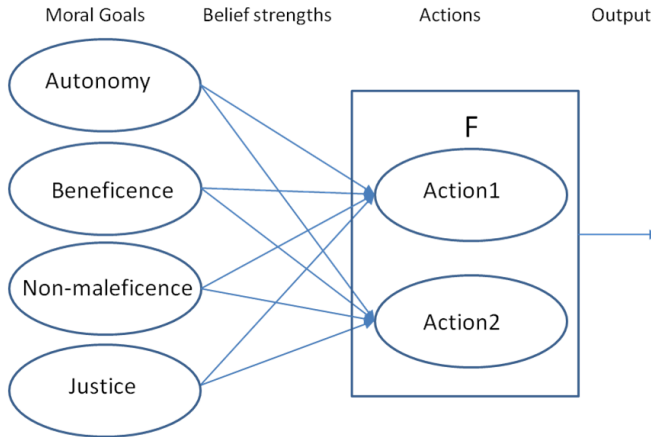 Moral Goals Belief strengths Actions Output
Autonomy
Beneficence
Non-maleficence
Justice
F
Action1
Action2